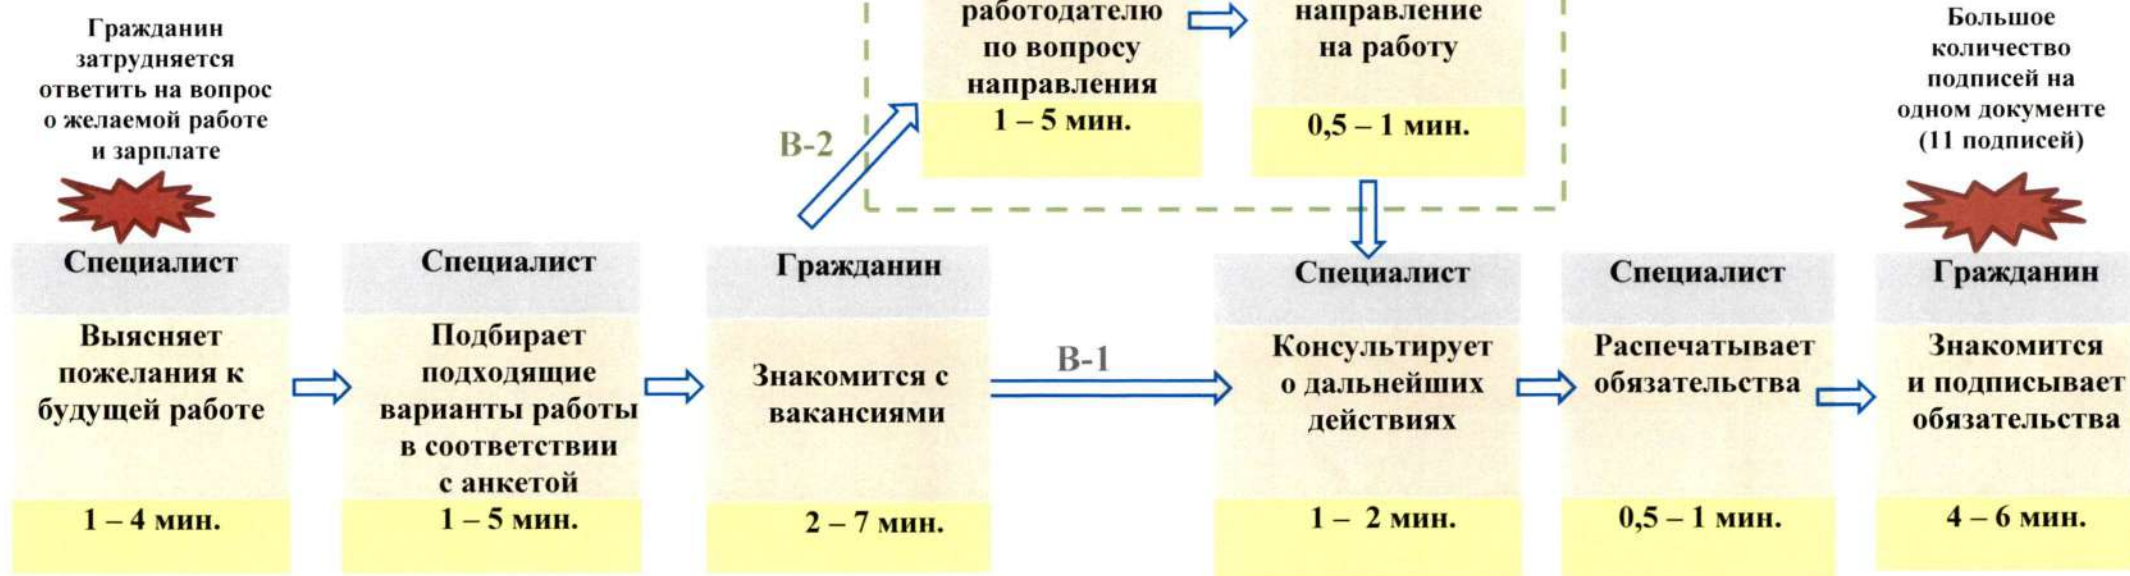 Гражданин
затрудняется
ответить на вопрос
о желаемой работе
и зарплате
работодателю
по вопросу
направления
1 – 5 мин.
направление
на работу
0,5 – 1 мин.
Большое
количество
подписей на
одном документе
(11 подписей)
В-2
Специалист
Выясняет
пожелания к
будущей работе
1 – 4 мин.
Специалист
Подбирает
подходящие
варианты работы
в соответствии
с анкетой
1 – 5 мин.
Гражданин
Знакомится с
вакансиями
2 – 7 мин.
В-1
Специалист
Консультирует
о дальнейших
действиях
1 – 2 мин.
Специалист
Распечатывает
обязательства
0,5 – 1 мин.
Гражданин
Знакомится
и подписывает
обязательства
4 – 6 мин.